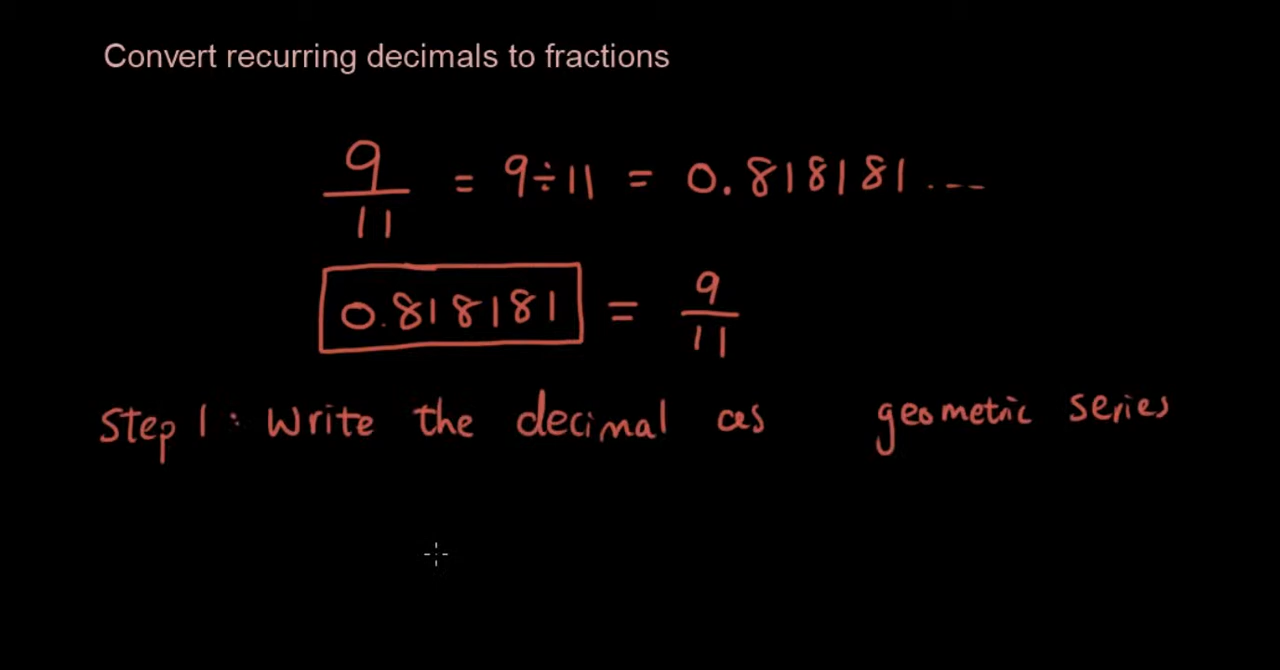 Convert recurring decimals to fractions
9/11 = 9÷11 = 0.818181....
0.818181 = 9/11
Step 1: Write the decimal as geometric series